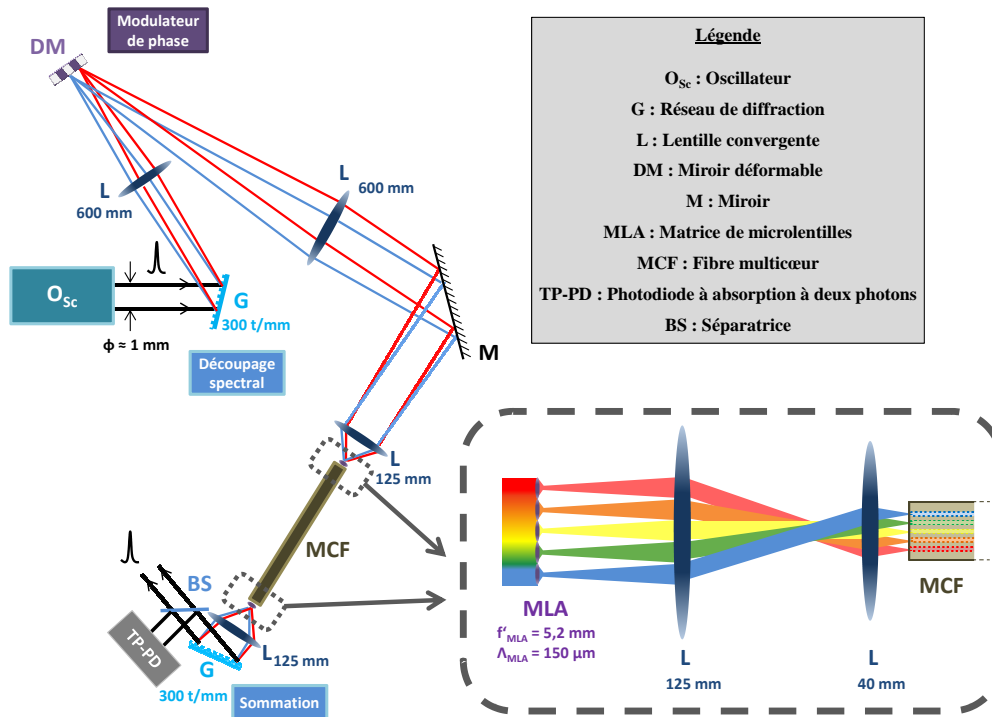 Modulateur
de phase
DM
L
600 mm
L
600 mm
O_Sc
G
300 t/mm
ϕ ≈ 1 mm
Découpage
spectral
M
L
125 mm
MCF
BS
TP-PD
L
125 mm
G
300 t/mm
Sommation
Légende
O_Sc : Oscillateur
G : Réseau de diffraction
L : Lentille convergente
DM : Miroir déformable
M : Miroir
MLA : Matrice de microlentilles
MCF : Fibre multicœur
TP-PD : Photodiode à absorption à deux photons
BS : Séparatrice
MLA
f'MLA = 5,2 mm
ΛMLA = 150 µm
L
125 mm
L
40 mm
MCF